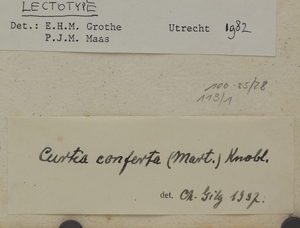 LECTOTYPE
Det.: E.H.M. Grothe Utrecht 1982
P.J.M. Maas
100-85/28
113/1
Curtia conferta (Mart.) Knobl.
det. Ch. Gilg 1937.